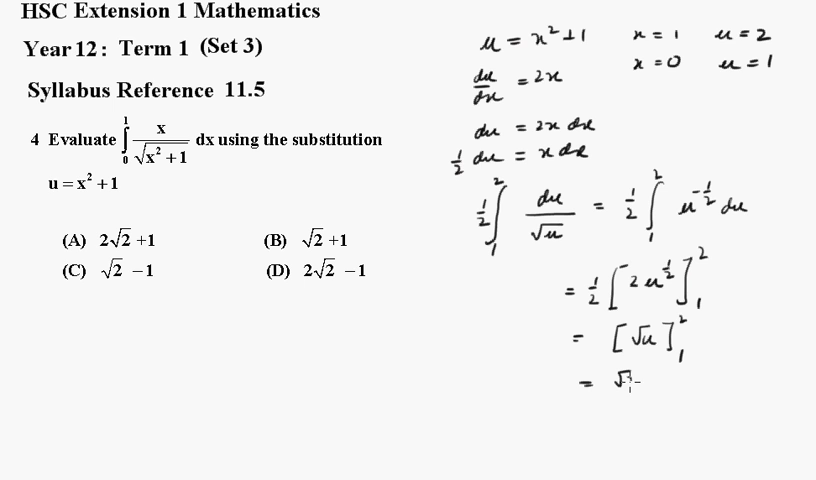 HSC Extension 1 Mathematics
Year 12 : Term 1 (Set 3)
Syllabus Reference 11.5
4 Evaluate ∫₀¹ x/√(x² + 1) dx using the substitution
u = x² + 1
(A) 2√2 + 1 (B) √2 + 1
(C) √2 − 1 (D) 2√2 − 1
u = x² + 1 x = 1 u = 2
x = 0 u = 1
du/dx = 2x
du = 2x dx
½ du = x dx
½ ∫₁² du/√u = ½ ∫₁² u^(-½) du
= ½ [2u^½]₁²
= [√u]₁²
=